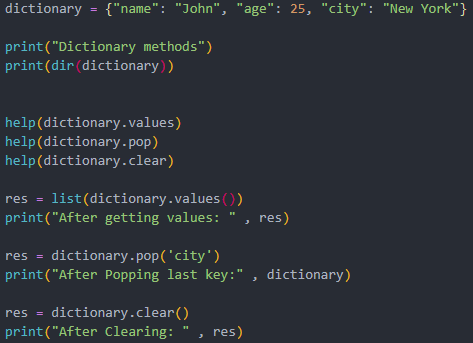 dictionary = {"name": "John", "age": 25, "city": "New York"}
print("Dictionary methods")
print(dir(dictionary))
help(dictionary.values)
help(dictionary.pop)
help(dictionary.clear)
res = list(dictionary.values())
print("After getting values: " , res)
res = dictionary.pop('city')
print("After Popping last key:" , dictionary)
res = dictionary.clear()
print("After Clearing: " , res)